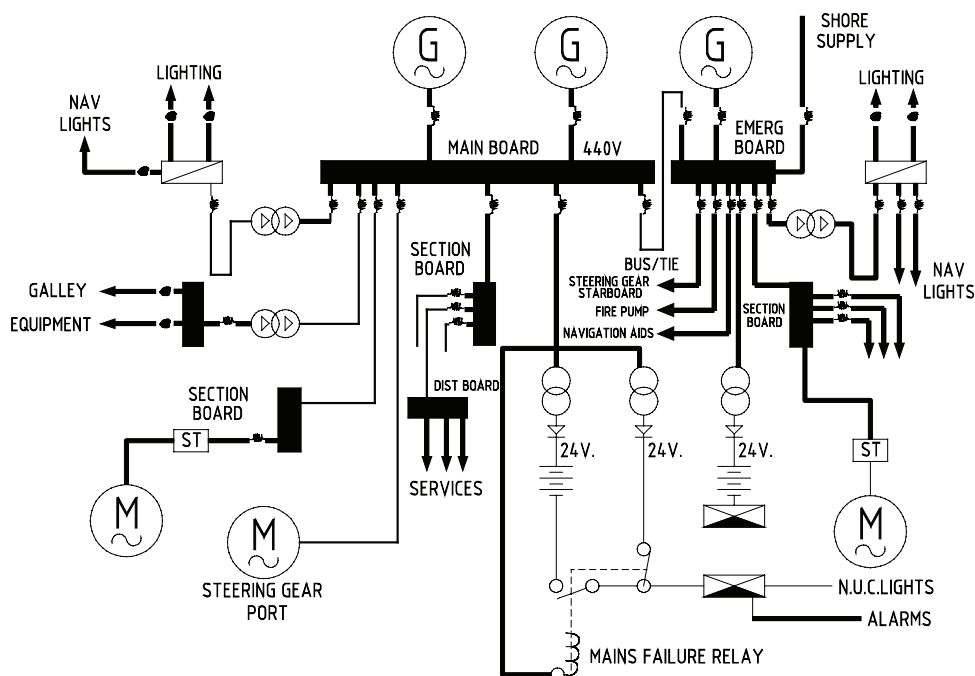 G
G
G
SHORE
SUPPLY
LIGHTING
LIGHTING
NAV
LIGHTS
EMERG
BOARD
MAIN BOARD
440V
SECTION
BOARD
BUS/TIE
GALLEY
STEERING GEAR
STARBOARD
NAV
LIGHTS
EQUIPMENT
FIRE PUMP
SECTION
BOARD
NAVIGATION AIDS
SECTION
BOARD
DIST BOARD
ST
24V.
24V.
24V.
ST
SERVICES
M
M
M
STEERING GEAR
PORT
N.U.C.LIGHTS
ALARMS
MAINS FAILURE RELAY